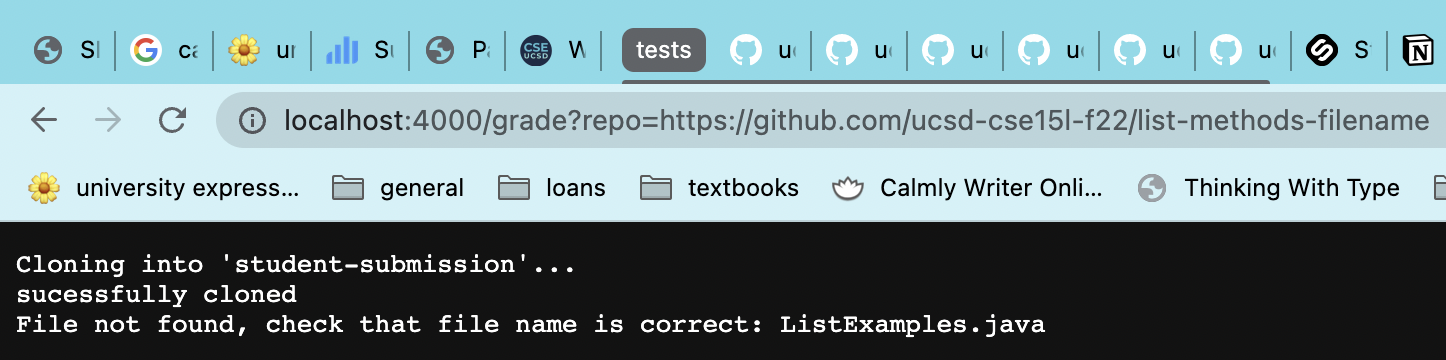 Sl ca ur Su Pa W tests uc uc uc uc uc uc S
localhost:4000/grade?repo=https://github.com/ucsd-cse15l-f22/list-methods-filename
university express... general loans textbooks Calmly Writer Onli... Thinking With Type
Cloning into 'student-submission'...
sucessfully cloned
File not found, check that file name is correct: ListExamples.java